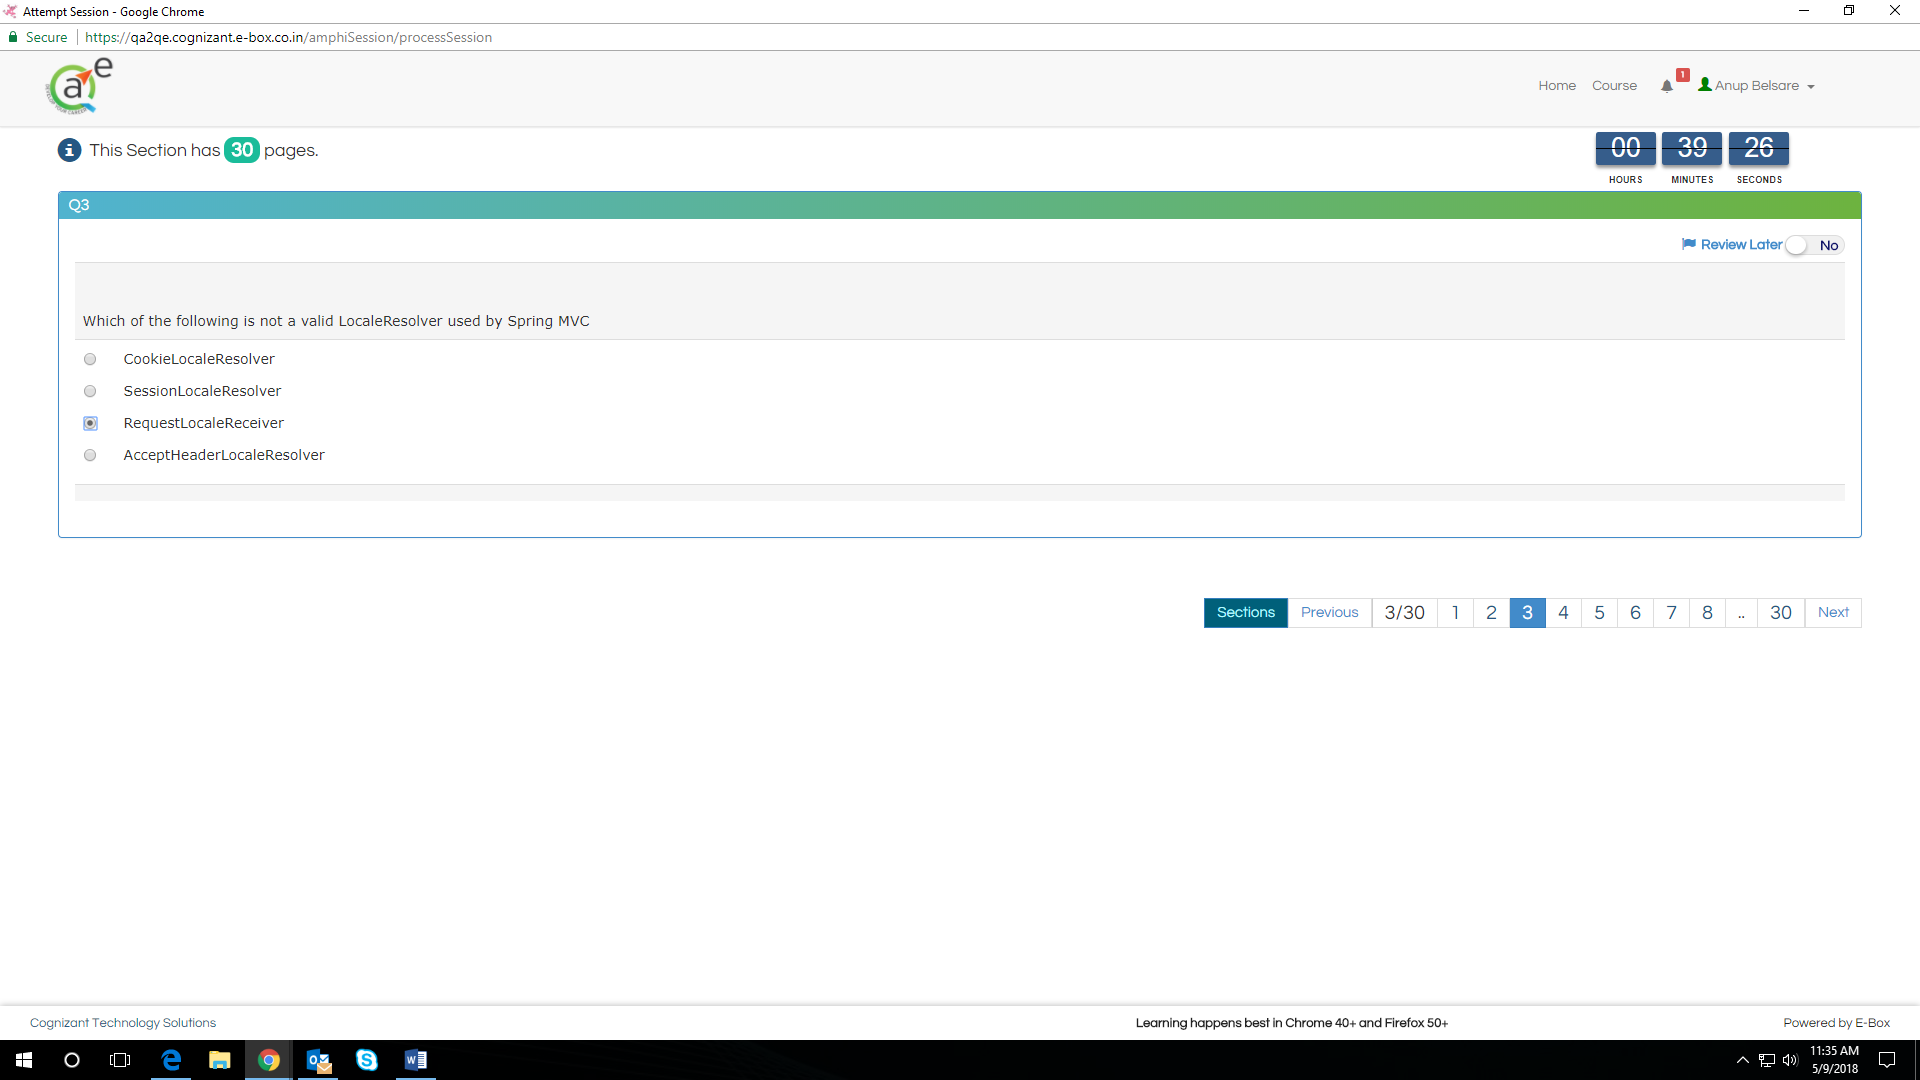 Attempt Session - Google Chrome
Secure https://qa2qe.cognizant.e-box.co.in/amphiSession/processSession
a e
Home Course 1 Anup Belsare
This Section has 30 pages.
00 39 26
HOURS MINUTES SECONDS
Q3
Review Later No
Which of the following is not a valid LocaleResolver used by Spring MVC
CookieLocaleResolver
SessionLocaleResolver
RequestLocaleReceiver
AcceptHeaderLocaleResolver
Sections Previous 3/30 1 2 3 4 5 6 7 8 .. 30 Next
Cognizant Technology Solutions Learning happens best in Chrome 40+ and Firefox 50+ Powered by E-Box
11:35 AM
5/9/2018